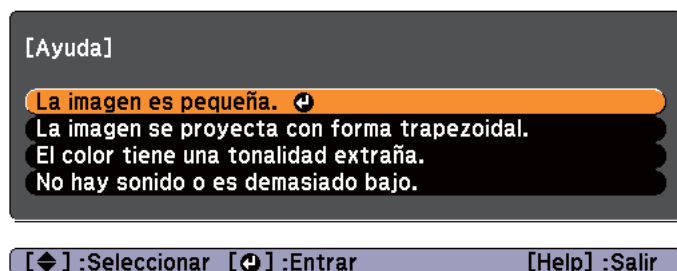 [Ayuda]
La imagen es pequeña.
La imagen se proyecta con forma trapezoidal.
El color tiene una tonalidad extraña.
No hay sonido o es demasiado bajo.
[◆] :Seleccionar [↵] :Entrar [Help] :Salir